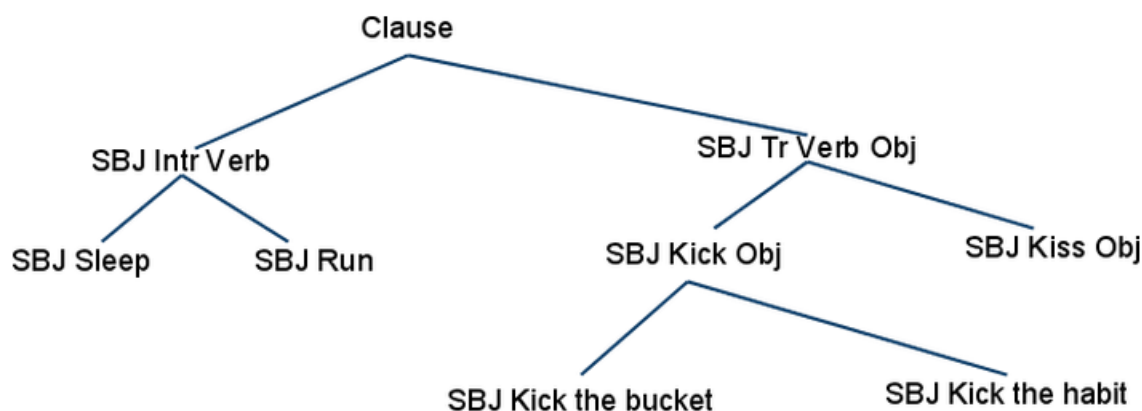 Clause
SBJ Intr Verb
SBJ Tr Verb Obj
SBJ Sleep
SBJ Run
SBJ Kick Obj
SBJ Kiss Obj
SBJ Kick the bucket
SBJ Kick the habit